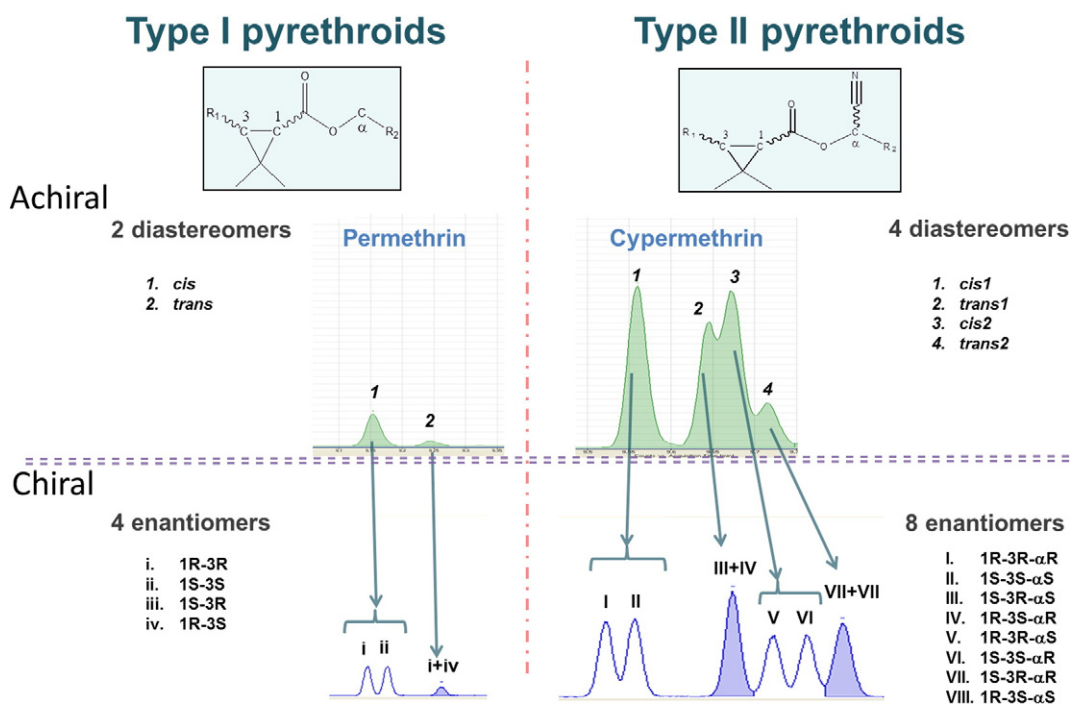 Type I pyrethroids
Type II pyrethroids
O
R1
3
1
C
C
O
C
α
R2
N
C
O
R1
3
1
C
C
O
C
α
R2
Achiral
2 diastereomers
1. cis
2. trans
Permethrin
1
2
Cypermethrin
1
2
3
4
4 diastereomers
1. cis1
2. trans1
3. cis2
4. trans2
Chiral
4 enantiomers
i. 1R-3R
ii. 1S-3S
iii. 1S-3R
iv. 1R-3S
i ii
i+iv
I II
III+IV
V VI
VII+VII
8 enantiomers
I. 1R-3R-αR
II. 1S-3S-αS
III. 1S-3R-αS
IV. 1R-3S-αR
V. 1R-3R-αS
VI. 1S-3S-αR
VII. 1S-3R-αR
VIII. 1R-3S-αS